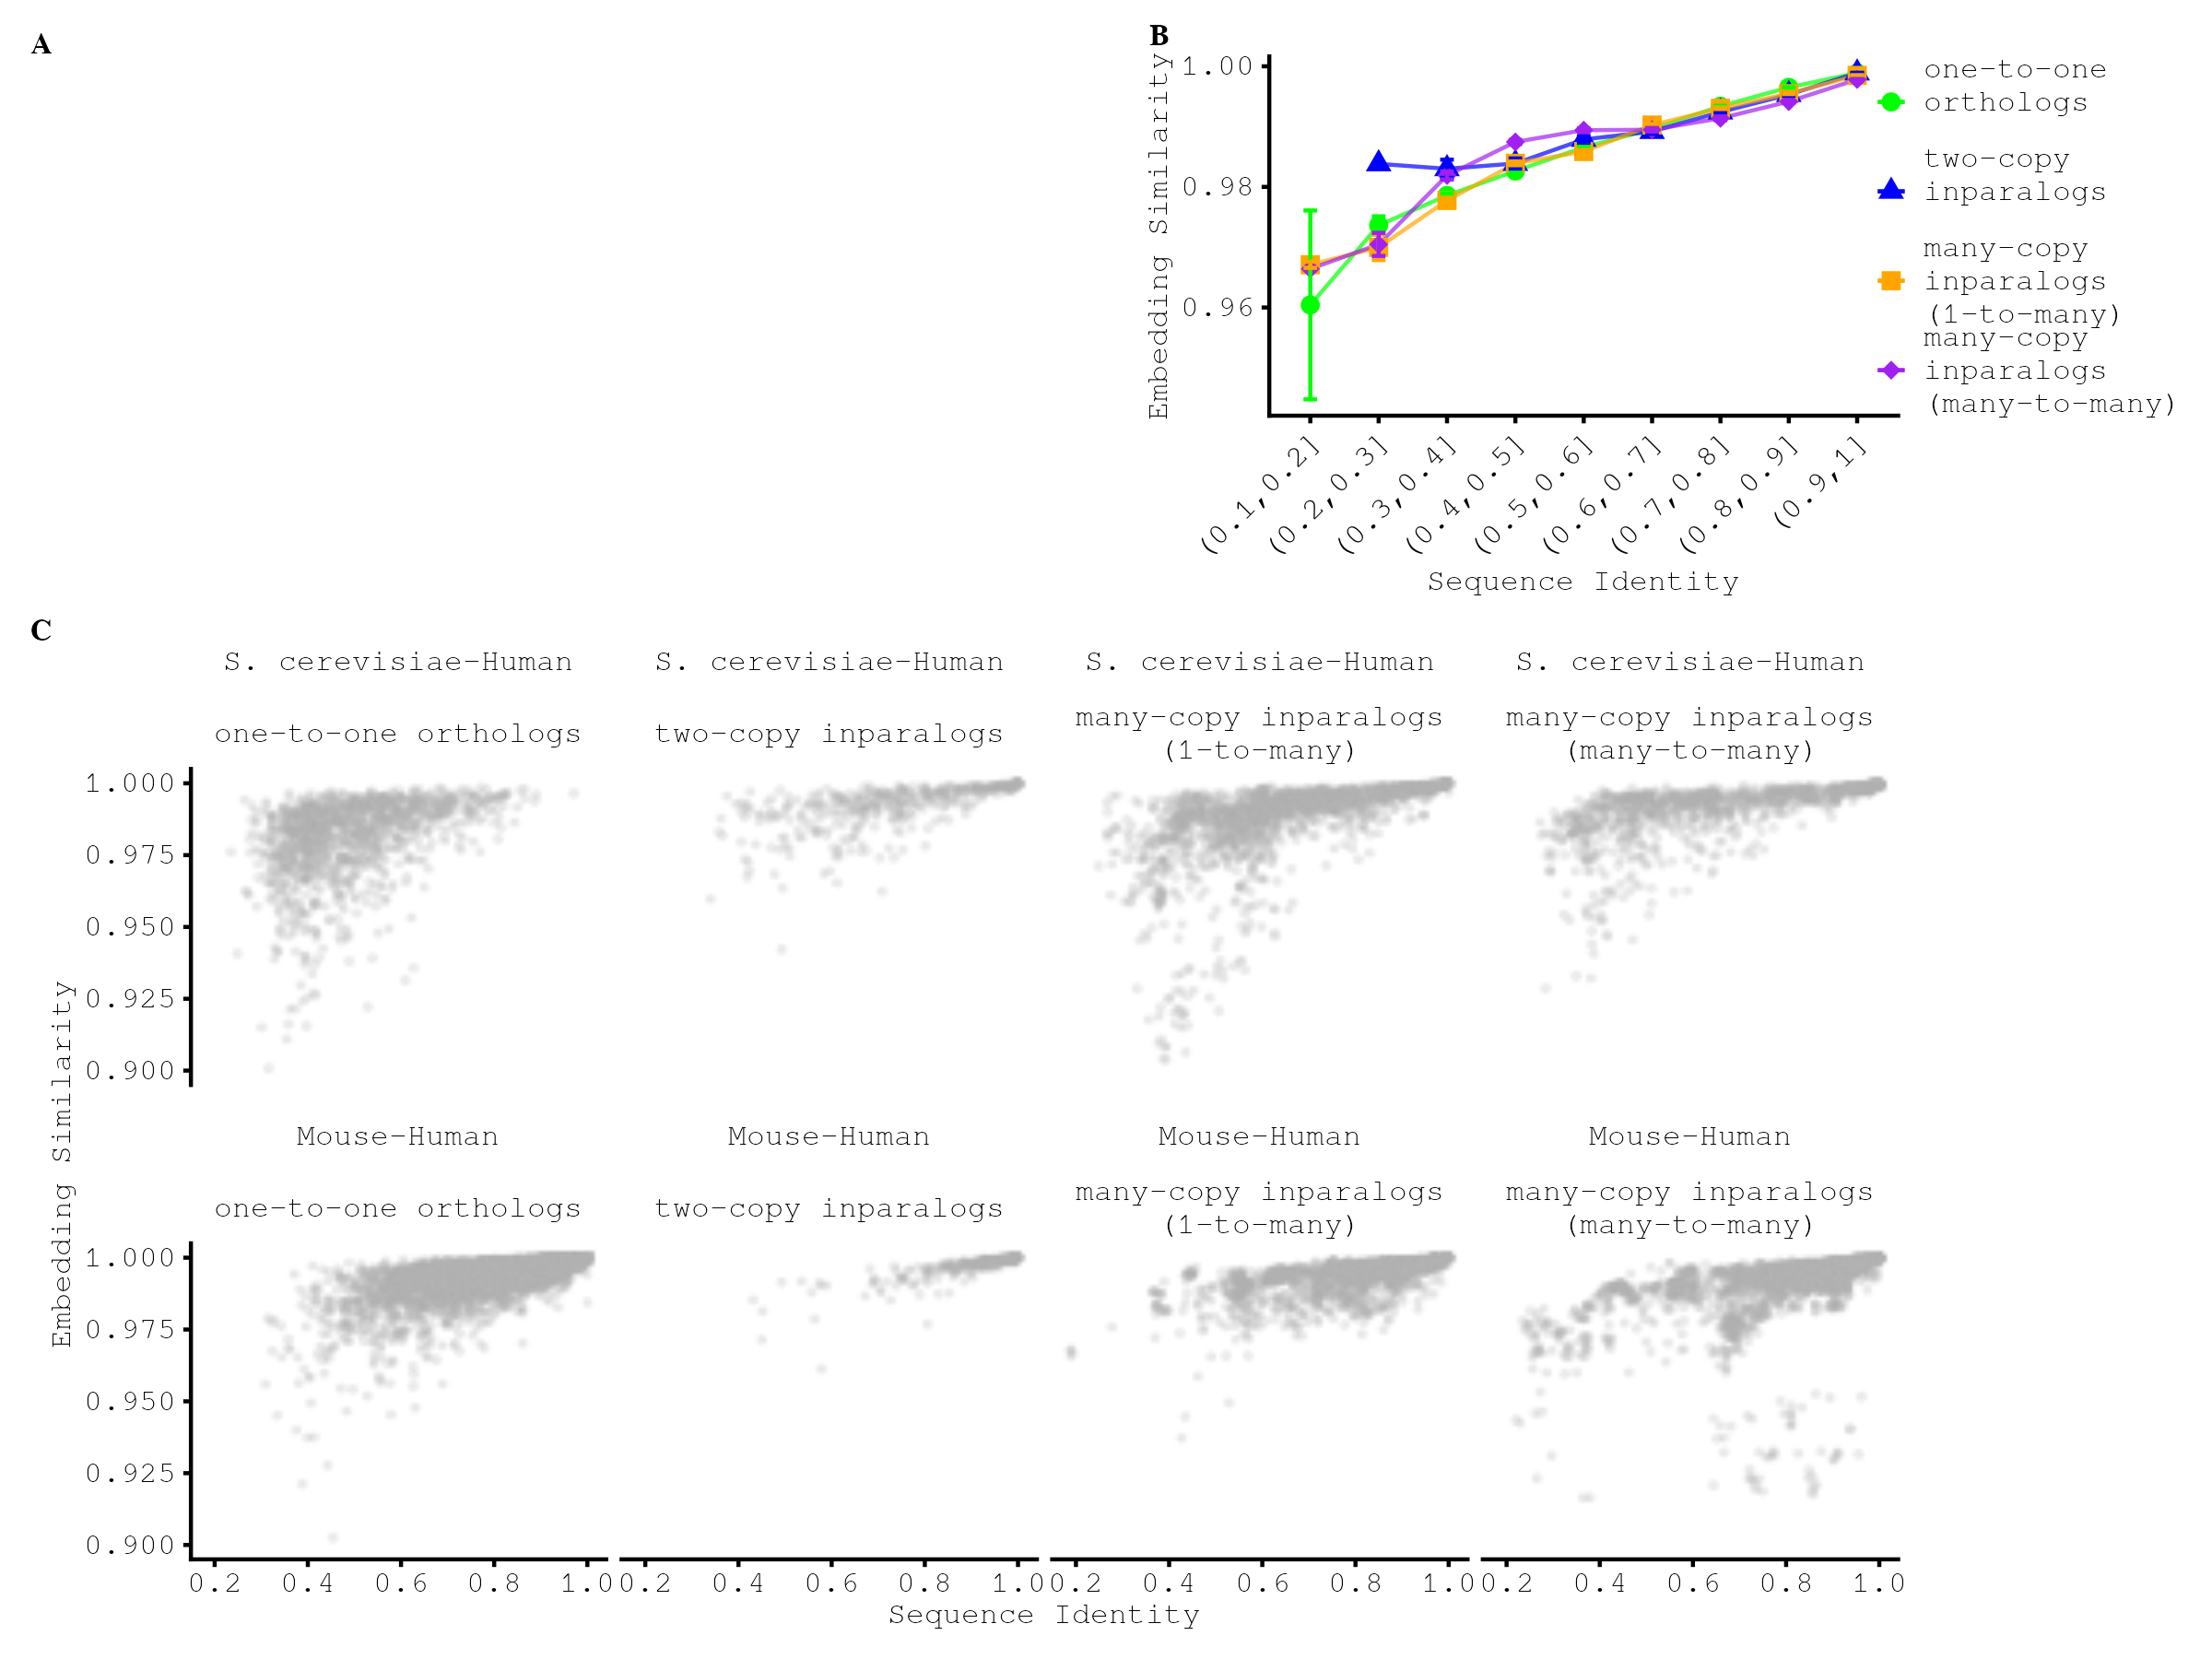 A
B
Embedding Similarity
1.00
0.98
0.96
(0.1,0.2]
(0.2,0.3]
(0.3,0.4]
(0.4,0.5]
(0.5,0.6]
(0.6,0.7]
(0.7,0.8]
(0.8,0.9]
(0.9,1]
Sequence Identity
one-to-one
orthologs
two-copy
inparalogs
many-copy
inparalogs
(1-to-many)
many-copy
inparalogs
(many-to-many)
C
S. cerevisiae-Human
one-to-one orthologs
S. cerevisiae-Human
two-copy inparalogs
S. cerevisiae-Human
many-copy inparalogs
(1-to-many)
S. cerevisiae-Human
many-copy inparalogs
(many-to-many)
1.000
0.975
0.950
0.925
0.900
Embedding Similarity
Mouse-Human
one-to-one orthologs
Mouse-Human
two-copy inparalogs
Mouse-Human
many-copy inparalogs
(1-to-many)
Mouse-Human
many-copy inparalogs
(many-to-many)
1.000
0.975
0.950
0.925
0.900
0.2 0.4 0.6 0.8 1.0
0.2 0.4 0.6 0.8 1.0
0.2 0.4 0.6 0.8 1.0
0.2 0.4 0.6 0.8 1.0
Sequence Identity